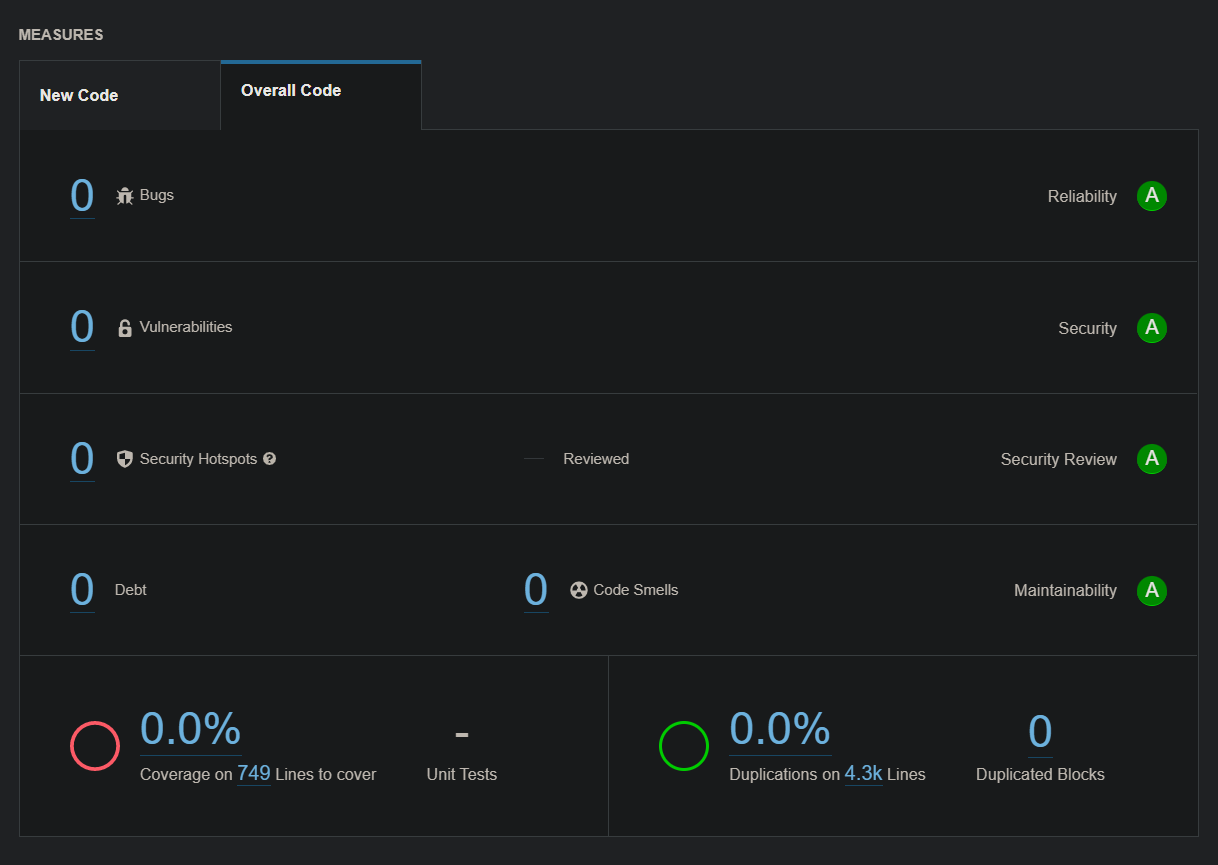 MEASURES
New Code
Overall Code
0 Bugs
Reliability A
0 Vulnerabilities
Security A
0 Security Hotspots ?
— Reviewed
Security Review A
0 Debt
0 Code Smells
Maintainability A
0.0%
Coverage on 749 Lines to cover
-
Unit Tests
0.0%
Duplications on 4.3k Lines
0
Duplicated Blocks